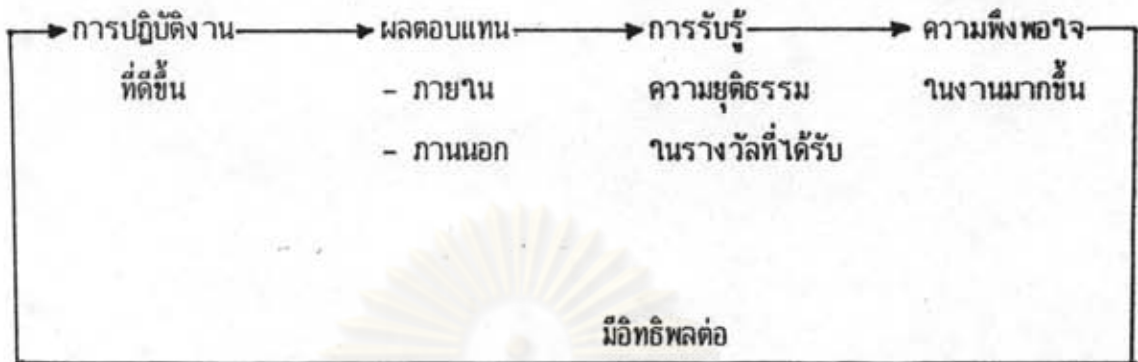 การปฏิบัติงาน ผลตอบแทน การรับรู้ ความพึงพอใจ
ที่ดีขึ้น - ภายใน ความยุติธรรม ในงานมากขึ้น
- ภานนอก ในรางวัลที่ได้รับ
มีอิทธิพลต่อ